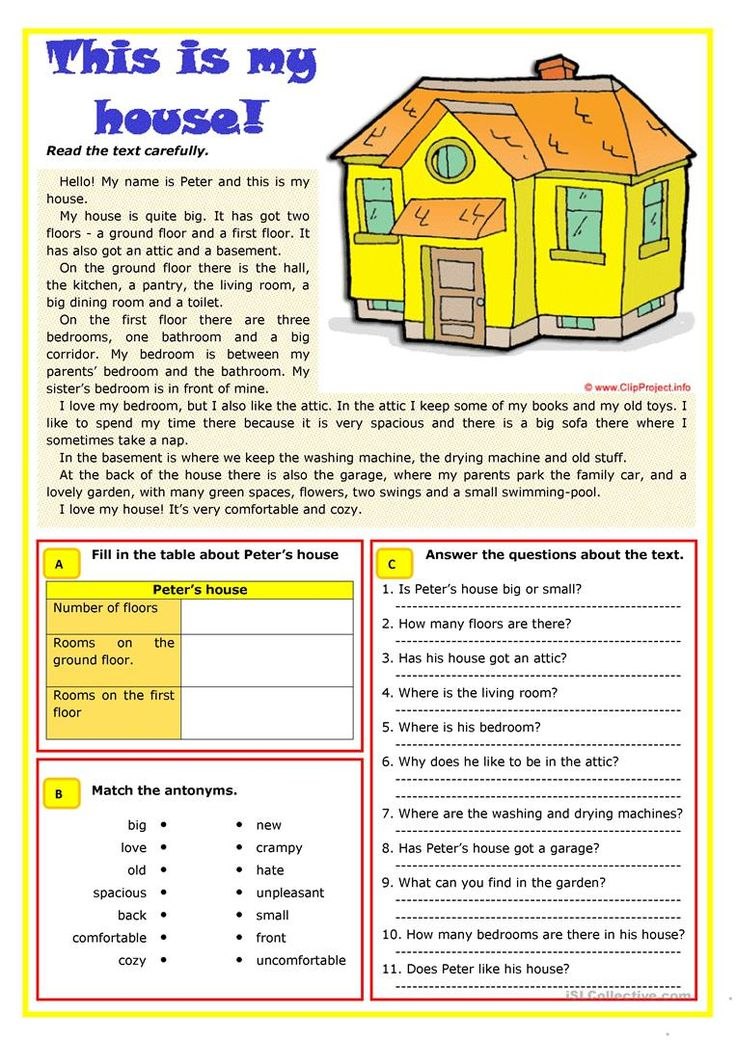 This is my
house!
Read the text carefully.
Hello! My name is Peter and this is my
house.
My house is quite big. It has got two
floors - a ground floor and a first floor. It
has also got an attic and a basement.
On the ground floor there is the hall,
the kitchen, a pantry, the living room, a
big dining room and a toilet.
On the first floor there are three
bedrooms, one bathroom and a big
corridor. My bedroom is between my
parents’ bedroom and the bathroom. My
sister’s bedroom is in front of mine.
© www.ClipProject.info
I love my bedroom, but I also like the attic. In the attic I keep some of my books and my old toys. I
like to spend my time there because it is very spacious and there is a big sofa there where I
sometimes take a nap.
In the basement is where we keep the washing machine, the drying machine and old stuff.
At the back of the house there is also the garage, where my parents park the family car, and a
lovely garden, with many green spaces, flowers, two swings and a small swimming-pool.
I love my house! It’s very comfortable and cozy.
A Fill in the table about Peter’s house
Peter’s house
Number of floors
Rooms on the
ground floor.
Rooms on the first
floor
B Match the antonyms.
big • • new
love • • crampy
old • • hate
spacious • • unpleasant
back • • small
comfortable • • front
cozy • • uncomfortable
C Answer the questions about the text.
1. Is Peter’s house big or small?
2. How many floors are there?
3. Has his house got an attic?
4. Where is the living room?
5. Where is his bedroom?
6. Why does he like to be in the attic?
7. Where are the washing and drying machines?
8. Has Peter’s house got a garage?
9. What can you find in the garden?
10. How many bedrooms are there in his house?
11. Does Peter like his house?
iSLCollective.com